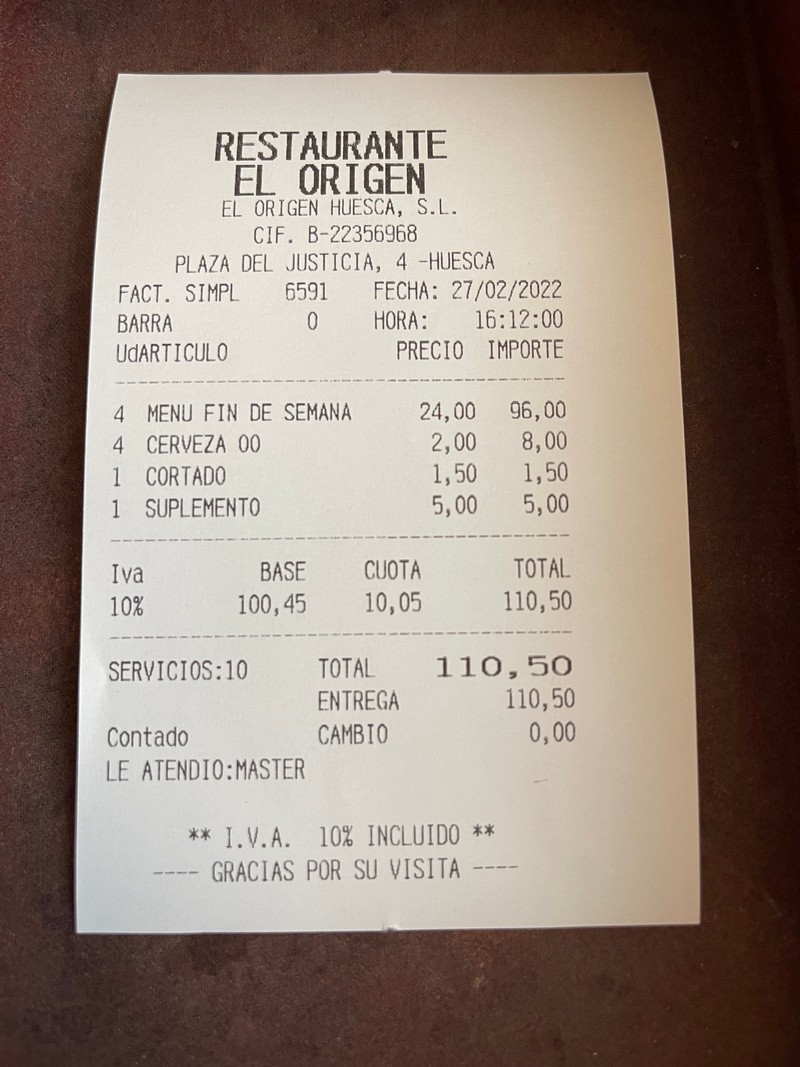 RESTAURANTE
EL ORIGEN
EL ORIGEN HUESCA, S.L.
CIF. B-22356968
PLAZA DEL JUSTICIA, 4 -HUESCA
FACT. SIMPL 6591 FECHA: 27/02/2022
BARRA 0 HORA: 16:12:00
UdARTICULO PRECIO IMPORTE
4 MENU FIN DE SEMANA 24,00 96,00
4 CERVEZA 00 2,00 8,00
1 CORTADO 1,50 1,50
1 SUPLEMENTO 5,00 5,00
Iva BASE CUOTA TOTAL
10% 100,45 10,05 110,50
SERVICIOS:10 TOTAL 110,50
ENTREGA 110,50
Contado CAMBIO 0,00
LE ATENDIO:MASTER
** I.V.A. 10% INCLUIDO **
---- GRACIAS POR SU VISITA ----